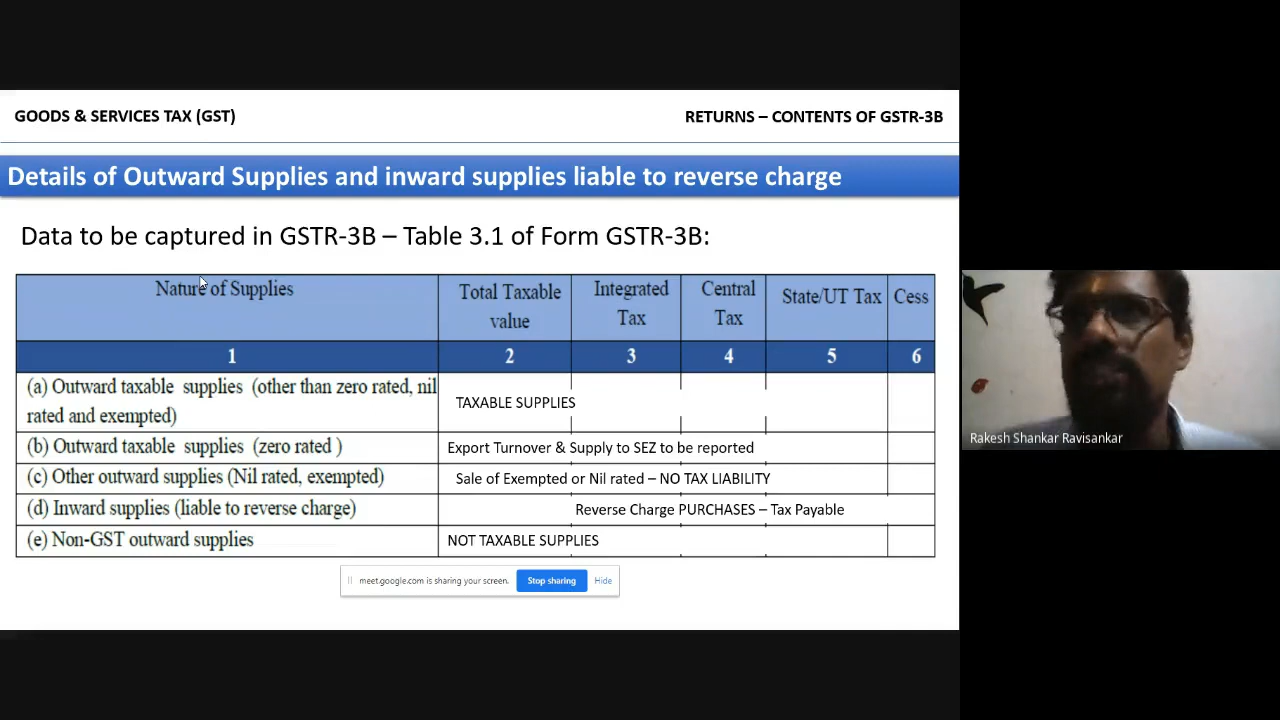 GOODS & SERVICES TAX (GST)
RETURNS – CONTENTS OF GSTR-3B
Details of Outward Supplies and inward supplies liable to reverse charge
Data to be captured in GSTR-3B – Table 3.1 of Form GSTR-3B:
Nature of Supplies
Total Taxable
value
Integrated
Tax
Central
Tax
State/UT Tax
Cess
1
2
3
4
5
6
(a) Outward taxable supplies (other than zero rated, nil
rated and exempted)
TAXABLE SUPPLIES
(b) Outward taxable supplies (zero rated )
Export Turnover & Supply to SEZ to be reported
(c) Other outward supplies (Nil rated, exempted)
Sale of Exempted or Nil rated – NO TAX LIABILITY
(d) Inward supplies (liable to reverse charge)
Reverse Charge PURCHASES – Tax Payable
(e) Non-GST outward supplies
NOT TAXABLE SUPPLIES
meet.google.com is sharing your screen.
Stop sharing
Hide
Rakesh Shankar Ravisankar